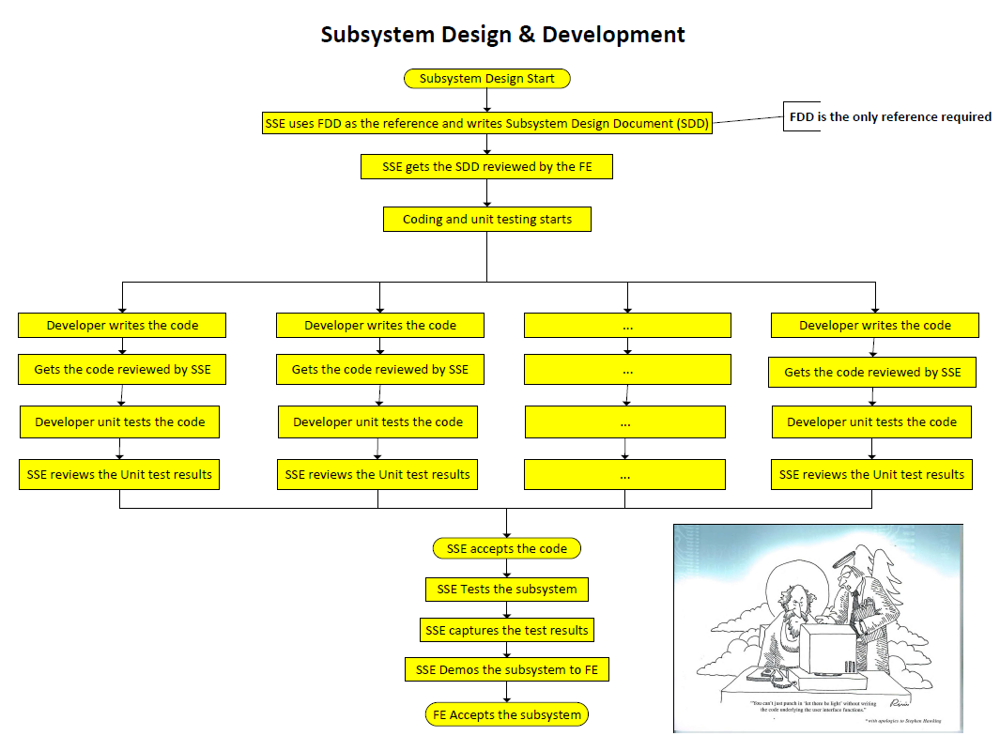 Subsystem Design & Development
Subsystem Design Start
SSE uses FDD as the reference and writes Subsystem Design Document (SDD)
FDD is the only reference required
SSE gets the SDD reviewed by the FE
Coding and unit testing starts
Developer writes the code
Developer writes the code
...
Developer writes the code
Gets the code reviewed by SSE
Gets the code reviewed by SSE
...
Gets the code reviewed by SSE
Developer unit tests the code
Developer unit tests the code
...
Developer unit tests the code
SSE reviews the Unit test results
SSE reviews the Unit test results
...
SSE reviews the Unit test results
SSE accepts the code
SSE Tests the subsystem
SSE captures the test results
SSE Demos the subsystem to FE
FE Accepts the subsystem
"You can't just punch in 'let there be light' without writing
the code underlying the user interface functions."
*with apologies to Stephen Hawking